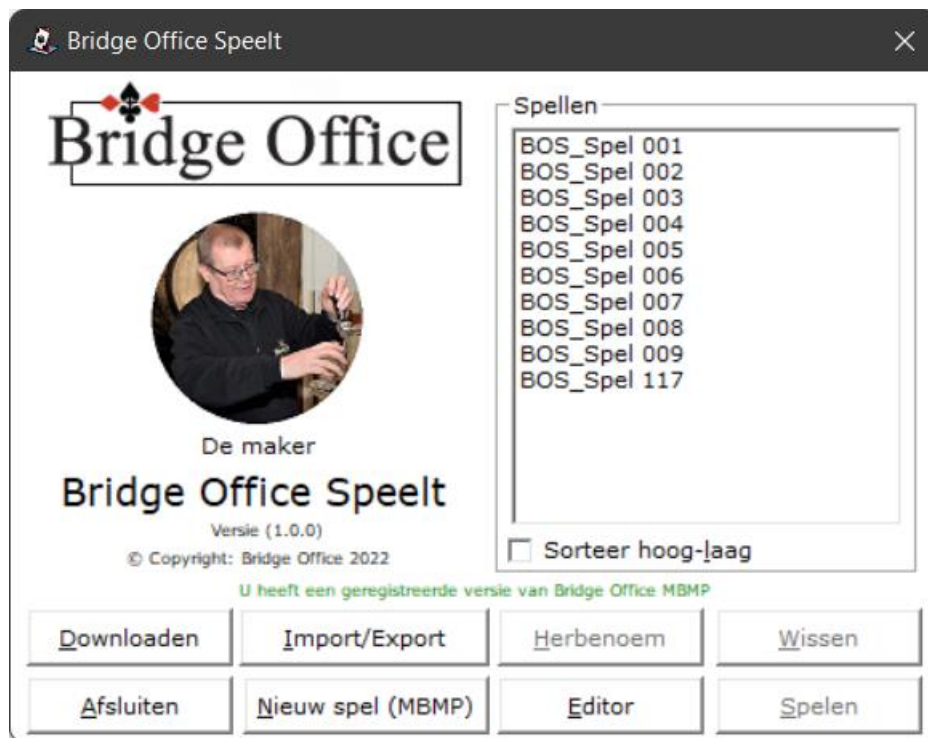 Bridge Office Speelt
Bridge Office
De maker
Bridge Office Speelt
Versie (1.0.0)
© Copyright: Bridge Office 2022
Spellen
BOS_Spel 001
BOS_Spel 002
BOS_Spel 003
BOS_Spel 004
BOS_Spel 005
BOS_Spel 006
BOS_Spel 007
BOS_Spel 008
BOS_Spel 009
BOS_Spel 117
Sorteer hoog-laag
U heeft een geregistreerde versie van Bridge Office MBMP
Downloaden
Import/Export
Herbenoem
Wissen
Afsluiten
Nieuw spel (MBMP)
Editor
Spelen